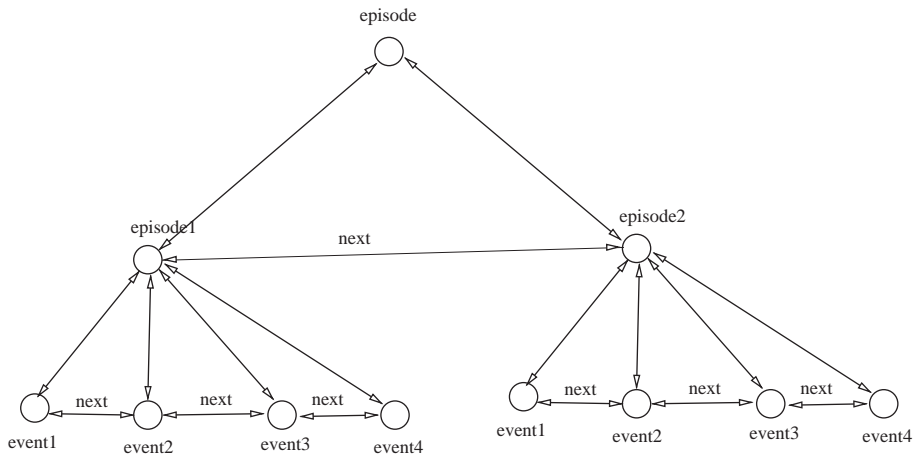 episode
episode1
episode2
next
next
next
next
next
next
next
event1
event2
event3
event4
event1
event2
event3
event4